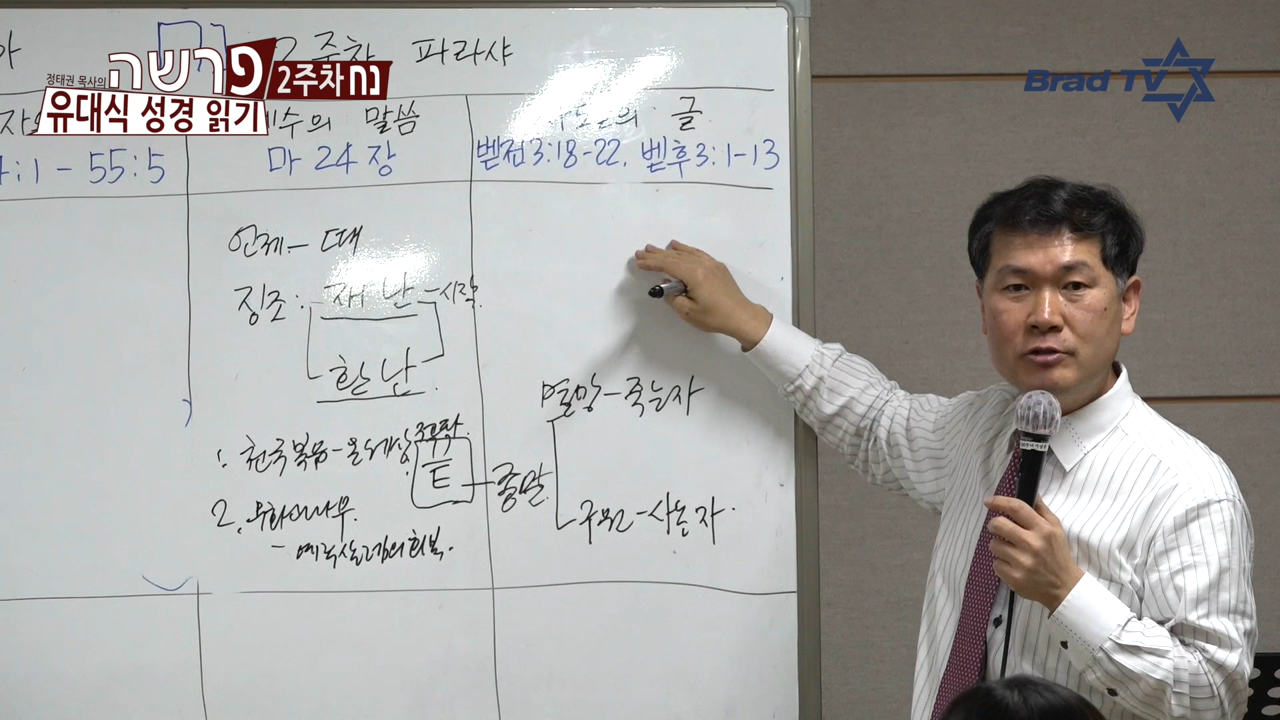 2주차 파라샤
정태권 목사의
פרשה
2주차 נח
유대식 성경 읽기
Brad TV
예수의 말씀
사도들의 글
4:1-55:5
마 24장
벧전3:18-22, 벧후3:1-13
언제 - 때
징조: 재난 - 시작.
환난.
멸망 - 죽는자
1. 천국복음 - 온세상
ㅌ
종말
2. 무화과나무.
구원 - 사는자.
- 예루살렘의 회복.